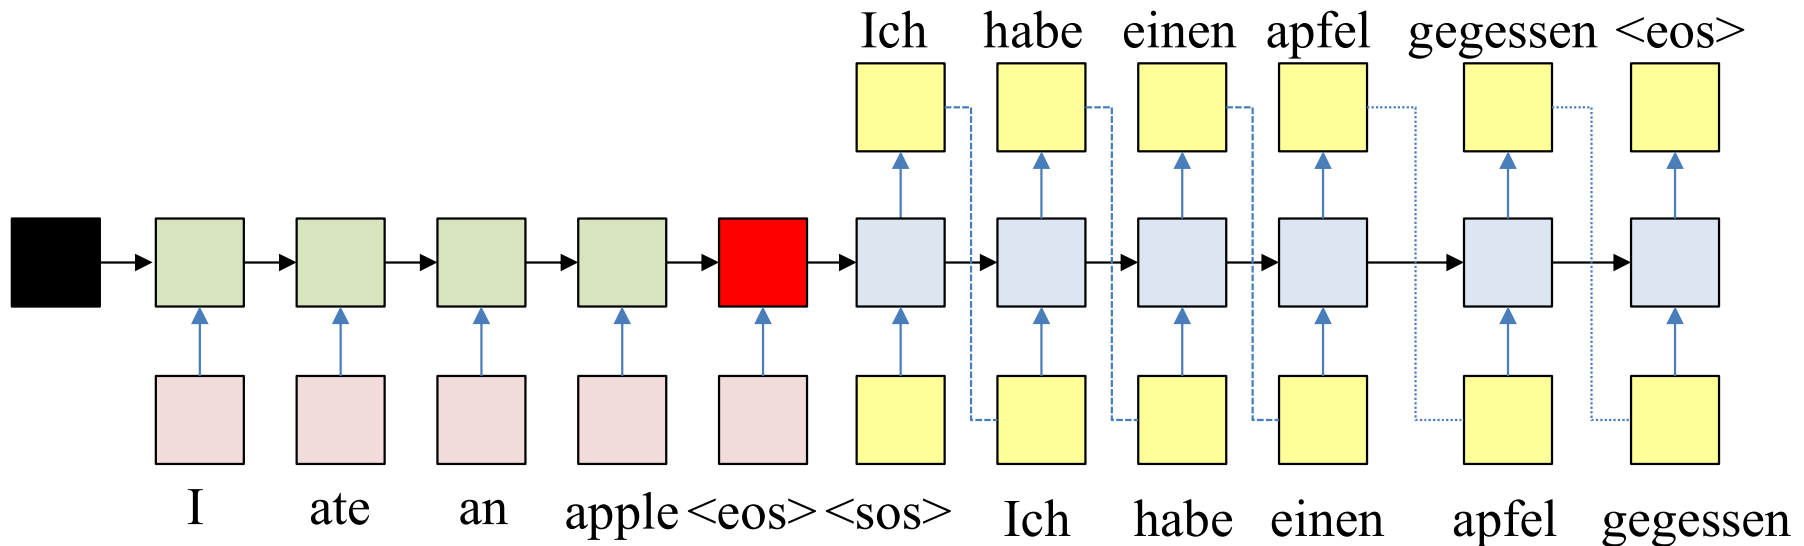 Ich habe einen apfel gegessen <eos>
I ate an apple <eos> <sos> Ich habe einen apfel gegessen